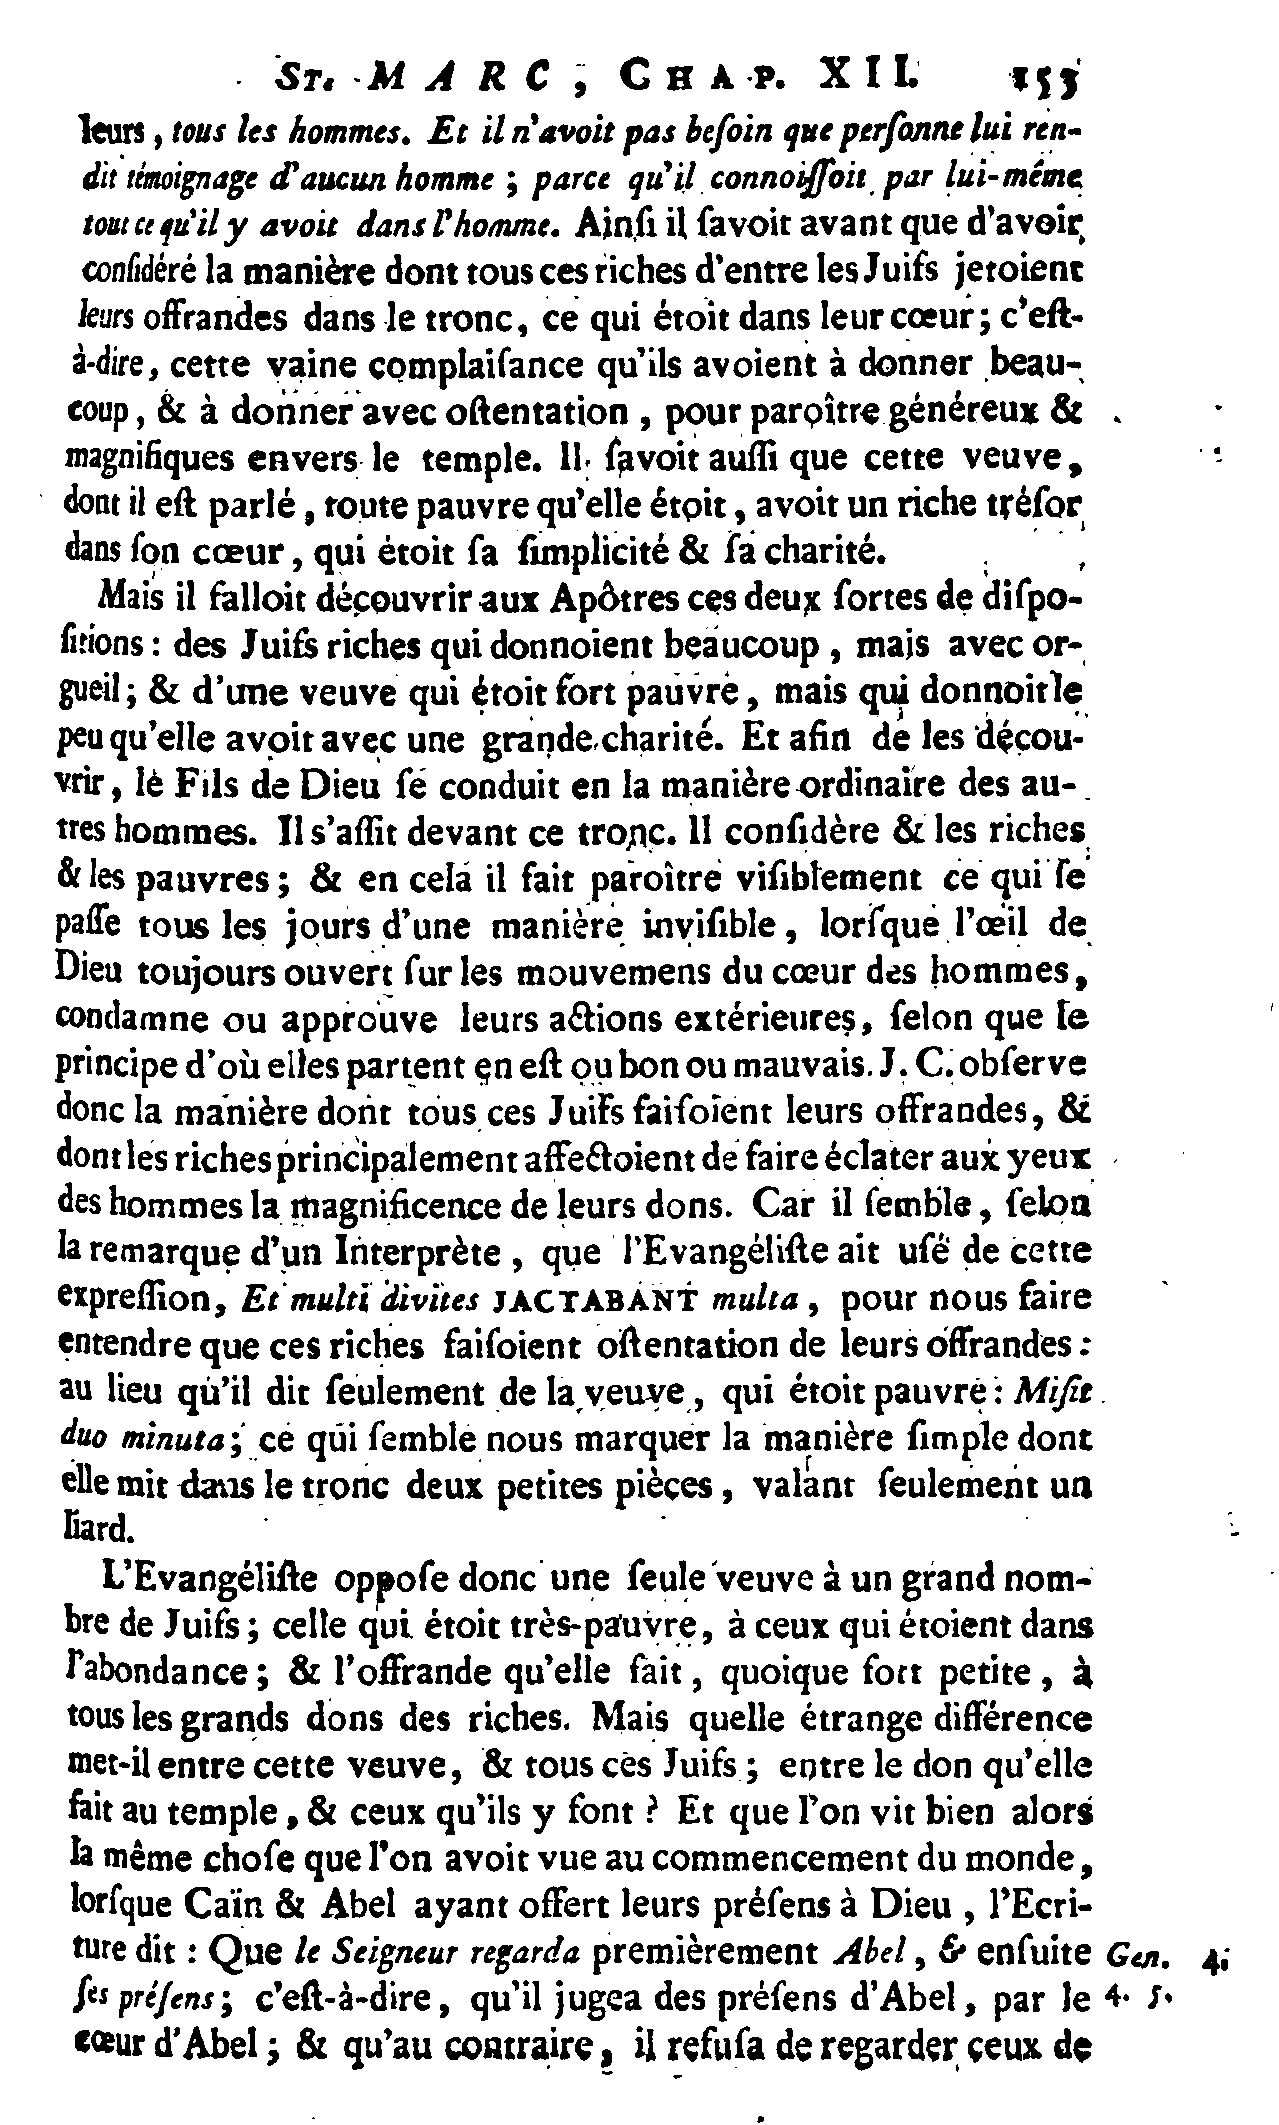 ST. MARC, CHAP. XII. 153
leurs, tous les hommes. Et il n'avoit pas beſoin que perſonne lui ren-
dît témoignage d'aucun homme ; parce qu'il connoiſſoit par lui-même
tout ce qu'il y avoit dans l'homme. Ainſi il ſavoit avant que d'avoir
conſidéré la manière dont tous ces riches d'entre les Juifs jetoient
leurs offrandes dans le tronc, ce qui étoit dans leur cœur ; c'eſt-
à-dire, cette vaine complaiſance qu'ils avoient à donner beau-
coup, & à donner avec oſtentation, pour paroître généreux &
magnifiques envers le temple. Il ſavoit auſſi que cette veuve,
dont il eſt parlé, toute pauvre qu'elle étoit, avoit un riche tréſor
dans ſon cœur, qui étoit ſa ſimplicité & ſa charité.
Mais il falloit découvrir aux Apôtres ces deux ſortes de diſpo-
ſitions : des Juifs riches qui donnoient beaucoup, mais avec or-
gueil ; & d'une veuve qui étoit fort pauvre, mais qui donnoit le
peu qu'elle avoit avec une grande charité. Et afin de les décou-
vrir, le Fils de Dieu ſe conduit en la manière ordinaire des au-
tres hommes. Il s'aſſit devant ce tronc. Il conſidère & les riches
& les pauvres ; & en cela il fait paroître viſiblement ce qui ſe
paſſe tous les jours d'une manière inviſible, lorſque l'œil de
Dieu toujours ouvert ſur les mouvemens du cœur des hommes,
condamne ou approuve leurs actions extérieures, ſelon que le
principe d'où elles partent en eſt ou bon ou mauvais. J. C. obſerve
donc la manière dont tous ces Juifs faiſoient leurs offrandes, &
dont les riches principalement affectoient de faire éclater aux yeux
des hommes la magnificence de leurs dons. Car il ſemble, ſelon
la remarque d'un Interprète, que l'Evangéliſte ait uſé de cette
expreſſion, Et multi divites JACTABANT multa, pour nous faire
entendre que ces riches faiſoient oſtentation de leurs offrandes :
au lieu qu'il dit ſeulement de la veuve, qui étoit pauvre : Miſit
duo minuta ; ce qui ſemble nous marquer la manière ſimple dont
elle mit dans le tronc deux petites pièces, valant ſeulement un
liard.
L'Evangéliſte oppoſe donc une ſeule veuve à un grand nom-
bre de Juifs ; celle qui étoit très-pauvre, à ceux qui étoient dans
l'abondance ; & l'offrande qu'elle fait, quoique fort petite, à
tous les grands dons des riches. Mais quelle étrange différence
met-il entre cette veuve, & tous ces Juifs ; entre le don qu'elle
fait au temple, & ceux qu'ils y font ? Et que l'on vit bien alors
la même choſe que l'on avoit vue au commencement du monde,
lorſque Caïn & Abel ayant offert leurs préſens à Dieu, l'Ecri-
ture dit : Que le Seigneur regarda premièrement Abel, & enſuite Gen. 4.
ſes préſens ; c'eſt-à-dire, qu'il jugea des préſens d'Abel, par le 4. 5.
cœur d'Abel ; & qu'au contraire, il refuſa de regarder ceux de